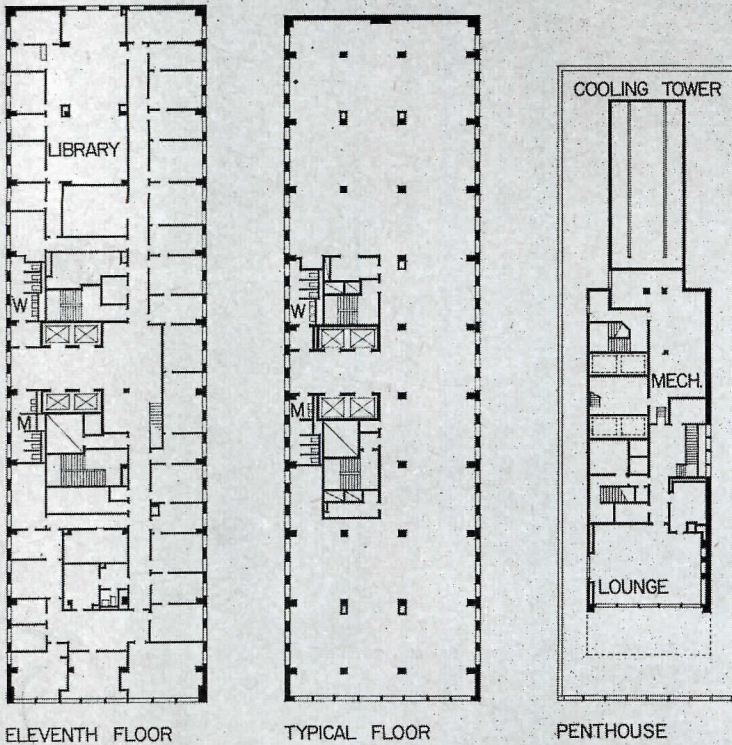 LIBRARY
W
M
ELEVENTH FLOOR
W
M
TYPICAL FLOOR
COOLING TOWER
MECH.
LOUNGE
PENTHOUSE